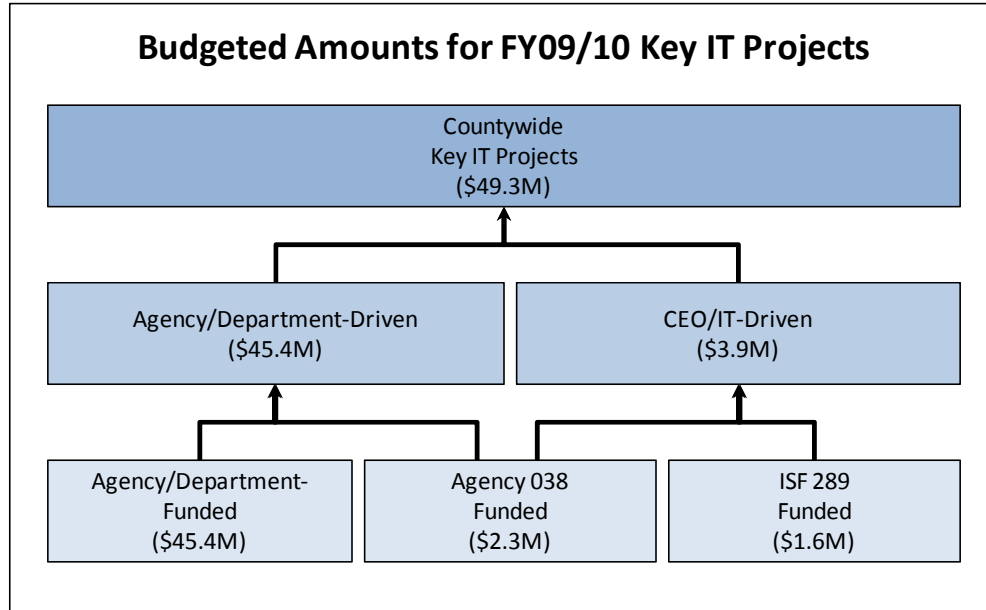 Budgeted Amounts for FY09/10 Key IT Projects
Countywide
Key IT Projects
($49.3M)
Agency/Department-Driven
($45.4M)
CEO/IT-Driven
($3.9M)
Agency/Department-
Funded
($45.4M)
Agency 038
Funded
($2.3M)
ISF 289
Funded
($1.6M)